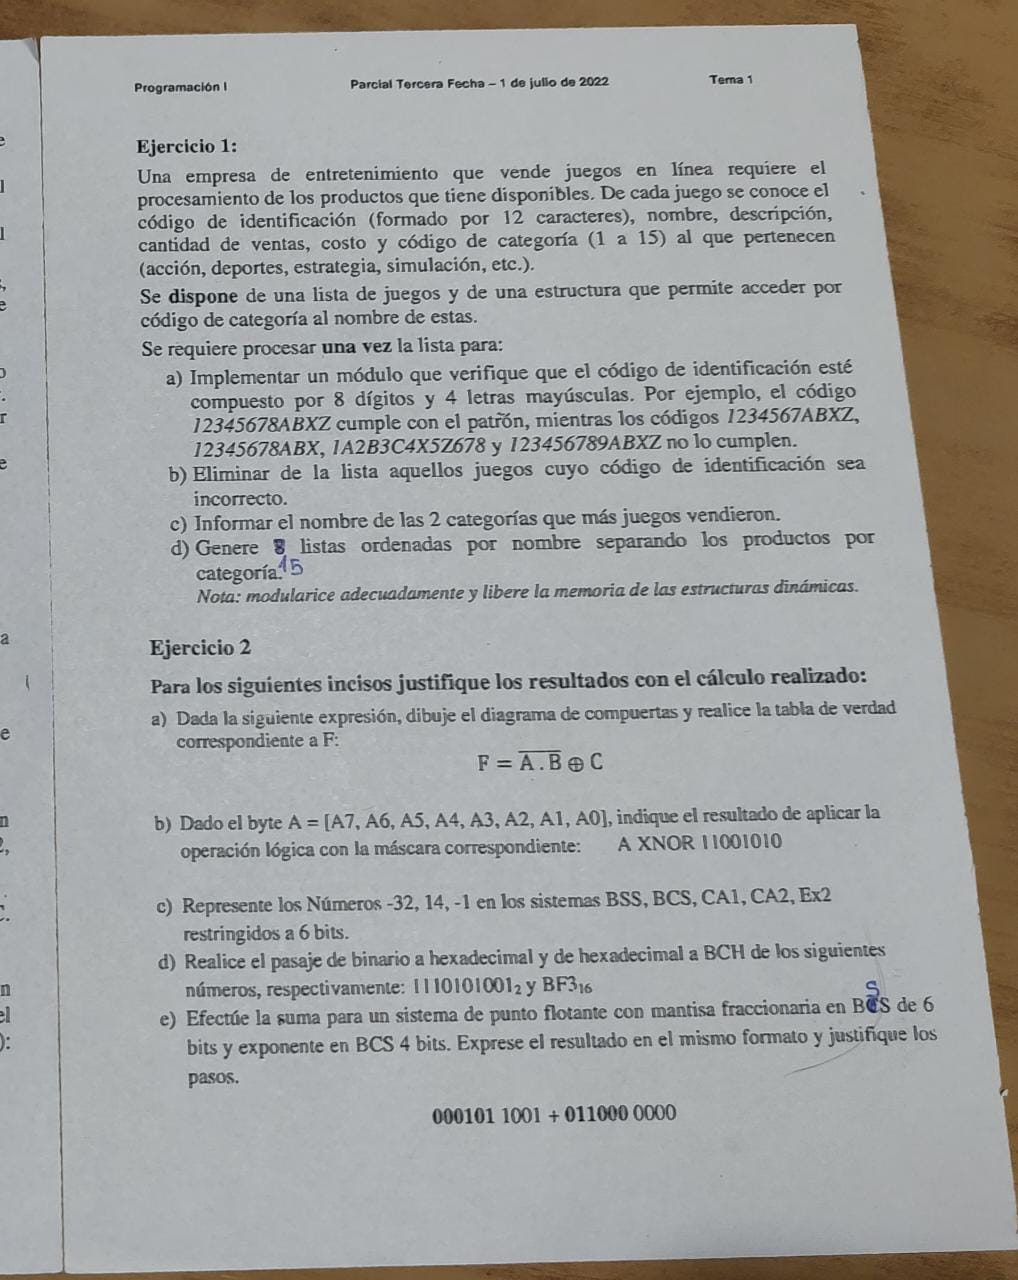 Programación I Parcial Tercera Fecha – 1 de julio de 2022 Tema 1
Ejercicio 1:
Una empresa de entretenimiento que vende juegos en línea requiere el
procesamiento de los productos que tiene disponibles. De cada juego se conoce el
código de identificación (formado por 12 caracteres), nombre, descripción,
cantidad de ventas, costo y código de categoría (1 a 15) al que pertenecen
(acción, deportes, estrategia, simulación, etc.).
Se dispone de una lista de juegos y de una estructura que permite acceder por
código de categoría al nombre de estas.
Se requiere procesar una vez la lista para:
a) Implementar un módulo que verifique que el código de identificación esté
compuesto por 8 dígitos y 4 letras mayúsculas. Por ejemplo, el código
12345678ABXZ cumple con el patrón, mientras los códigos 1234567ABXZ,
12345678ABX, 1A2B3C4X5Z678 y 123456789ABXZ no lo cumplen.
b) Eliminar de la lista aquellos juegos cuyo código de identificación sea
incorrecto.
c) Informar el nombre de las 2 categorías que más juegos vendieron.
d) Genere 8 listas ordenadas por nombre separando los productos por
categoría. 15
Nota: modularice adecuadamente y libere la memoria de las estructuras dinámicas.
Ejercicio 2
Para los siguientes incisos justifique los resultados con el cálculo realizado:
a) Dada la siguiente expresión, dibuje el diagrama de compuertas y realice la tabla de verdad
correspondiente a F:
F = A̅ ̅.̅ ̅B̅ ⊕ C
b) Dado el byte A = [A7, A6, A5, A4, A3, A2, A1, A0], indique el resultado de aplicar la
operación lógica con la máscara correspondiente: A XNOR 11001010
c) Represente los Números -32, 14, -1 en los sistemas BSS, BCS, CA1, CA2, Ex2
restringidos a 6 bits.
d) Realice el pasaje de binario a hexadecimal y de hexadecimal a BCH de los siguientes
números, respectivamente: 1110101001₂ y BF3₁₆
S
e) Efectúe la suma para un sistema de punto flotante con mantisa fraccionaria en BCS de 6
bits y exponente en BCS 4 bits. Exprese el resultado en el mismo formato y justifique los
pasos.
000101 1001 + 011000 0000